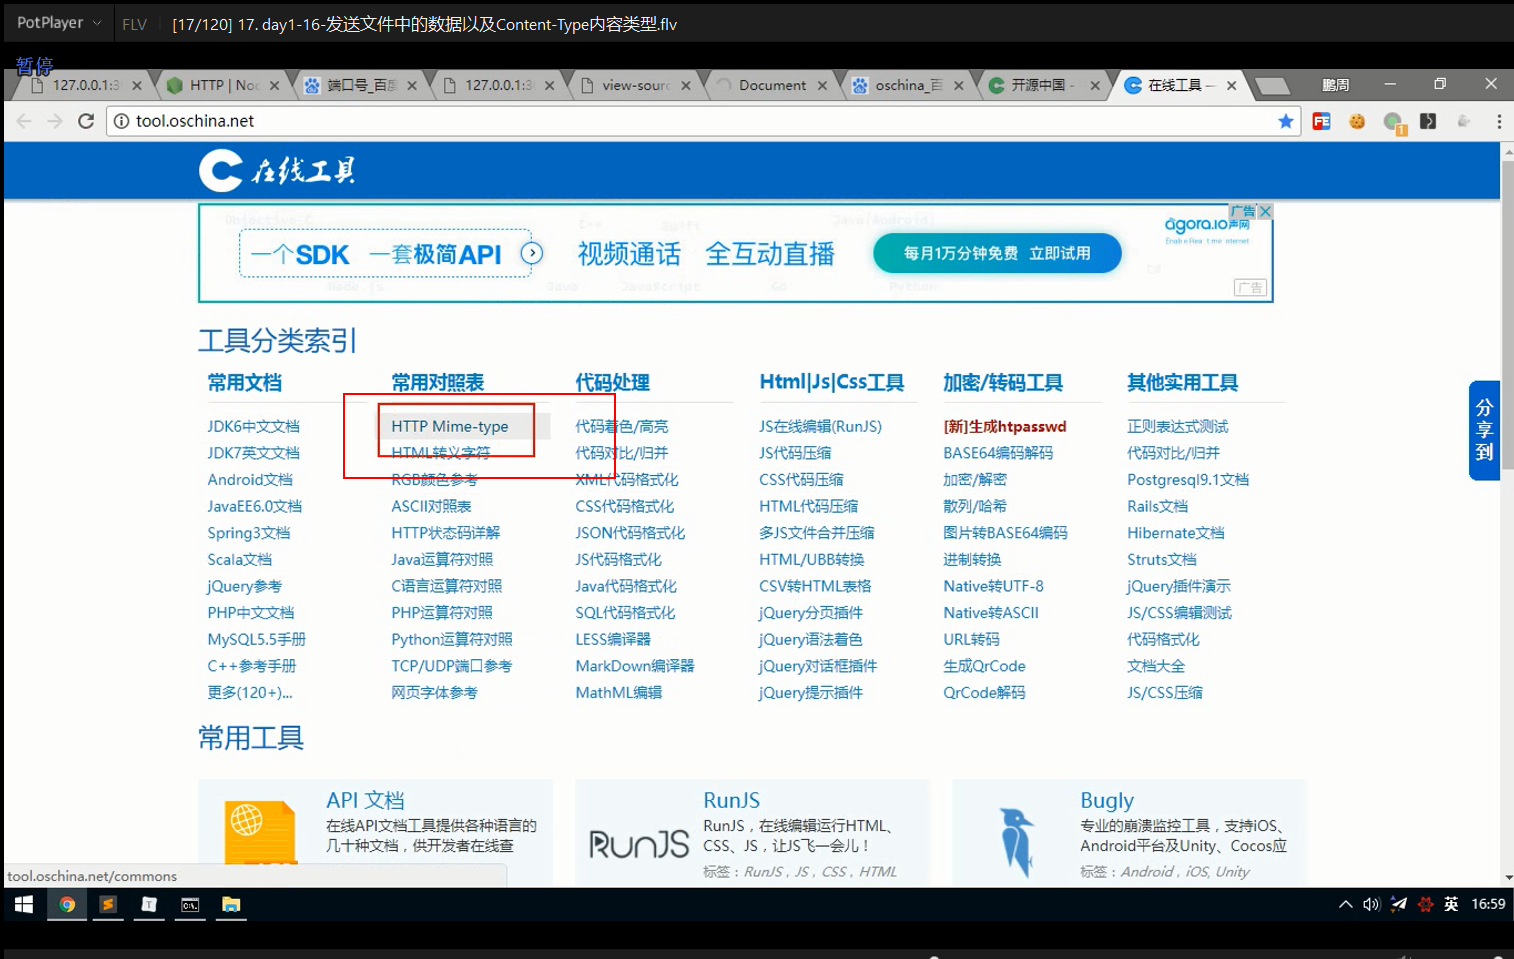 PotPlayer FLV [17/120] 17. day1-16-发送文件中的数据以及Content-Type内容类型.flv
暂停
127.0.0.1:3 HTTP | No 端口号_百度 127.0.0.1:3 view-sour Document oschina_百 开源中国 - 在线工具 — 鹏周
tool.oschina.net
在线工具
一个SDK 一套极简API 视频通话 全互动直播 每月1万分钟免费 立即试用 agora.io声网
广告
Java
JavaScript
Go
Python
广告
工具分类索引
常用文档 常用对照表 代码处理 Html|Js|Css工具 加密/转码工具 其他实用工具
JDK6中文文档 HTTP Mime-type 代码着色/高亮 JS在线编辑(RunJS) [新]生成htpasswd 正则表达式测试
JDK7英文文档 HTML转义字符 代码对比/归并 JS代码压缩 BASE64编码解码 代码对比/归并
Android文档 RGB颜色参考 XML代码格式化 CSS代码压缩 加密/解密 Postgresql9.1文档
JavaEE6.0文档 ASCII对照表 CSS代码格式化 HTML代码压缩 散列/哈希 Rails文档
Spring3文档 HTTP状态码详解 JSON代码格式化 多JS文件合并压缩 图片转BASE64编码 Hibernate文档
Scala文档 Java运算符对照 JS代码格式化 HTML/UBB转换 进制转换 Struts文档
jQuery参考 C语言运算符对照 Java代码格式化 CSV转HTML表格 Native转UTF-8 jQuery插件演示
PHP中文文档 PHP运算符对照 SQL代码格式化 jQuery分页插件 Native转ASCII JS/CSS编辑测试
MySQL5.5手册 Python运算符对照 LESS编译器 jQuery语法着色 URL转码 代码格式化
C++参考手册 TCP/UDP端口参考 MarkDown编译器 jQuery对话框插件 生成QrCode 文档大全
更多(120+)... 网页字体参考 MathML编辑 jQuery提示插件 QrCode解码 JS/CSS压缩
分享到
常用工具
API 文档
在线API文档工具提供各种语言的
几十种文档，供开发者在线查
RunJS
RunJS
RunJS，在线编辑运行HTML、
CSS、JS，让JS飞一会儿！
标签：RunJS，JS，CSS，HTML
Bugly
专业的崩溃监控工具，支持iOS、
Android平台及Unity、Cocos应
标签：Android，iOS, Unity
tool.oschina.net/commons
英 16:59